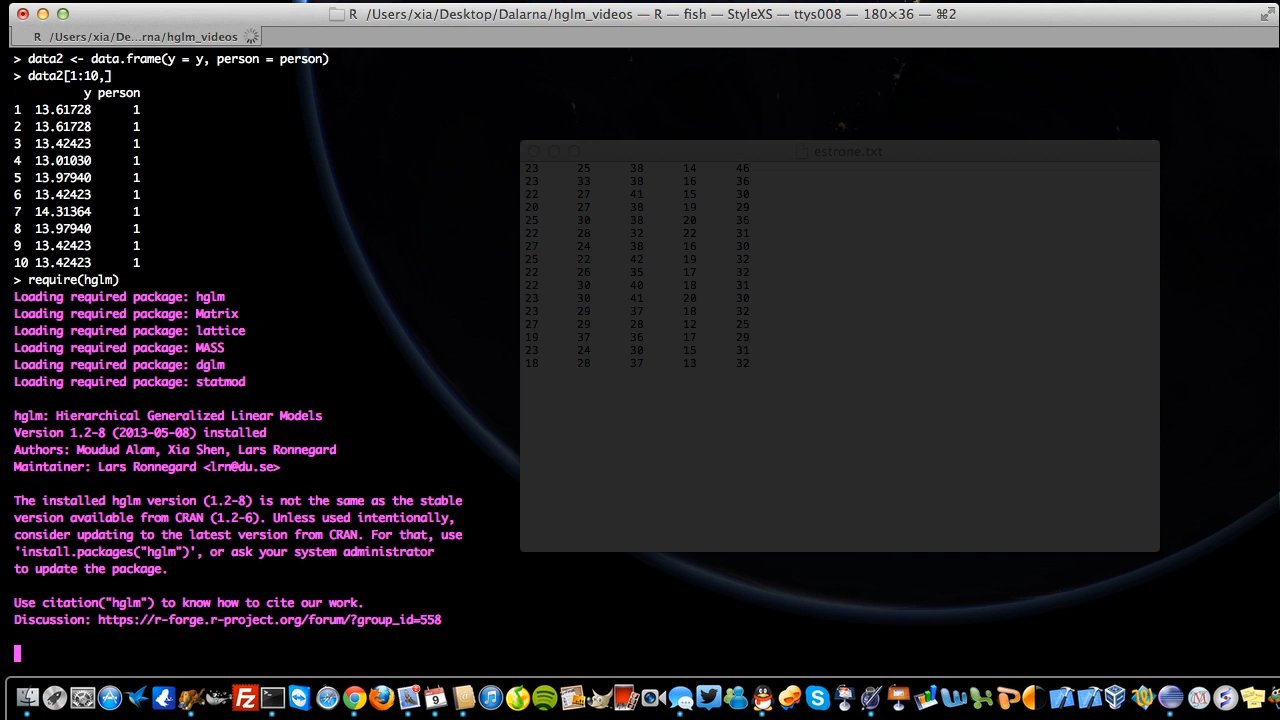 R /Users/xia/Desktop/Dalarna/hglm_videos — R — fish — StyleXS — ttys008 — 180×36 — ⌘2
R /Users/xia/De...rna/hglm_videos
> data2 <- data.frame(y = y, person = person)
> data2[1:10,]
y person
1 13.61728 1
2 13.61728 1
3 13.42423 1
4 13.01030 1
5 13.97940 1
6 13.42423 1
7 14.31364 1
8 13.97940 1
9 13.42423 1
10 13.42423 1
> require(hglm)
Loading required package: hglm
Loading required package: Matrix
Loading required package: lattice
Loading required package: MASS
Loading required package: dglm
Loading required package: statmod
hglm: Hierarchical Generalized Linear Models
Version 1.2-8 (2013-05-08) installed
Authors: Moudud Alam, Xia Shen, Lars Ronnegard
Maintainer: Lars Ronnegard <lrn@du.se>
The installed hglm version (1.2-8) is not the same as the stable
version available from CRAN (1.2-6). Unless used intentionally,
consider updating to the latest version from CRAN. For that, use
'install.packages("hglm")', or ask your system administrator
to update the package.
Use citation("hglm") to know how to cite our work.
Discussion: https://r-forge.r-project.org/forum/?group_id=558
estrone.txt
23 25 38 14 46
23 33 38 16 36
22 27 41 15 30
20 27 38 19 29
25 30 38 20 36
22 28 32 22 31
27 24 38 16 30
25 22 42 19 32
22 26 35 17 32
22 30 40 18 31
23 30 41 20 30
23 29 37 18 32
27 29 28 12 25
19 37 36 17 29
23 24 30 15 31
18 28 37 13 32